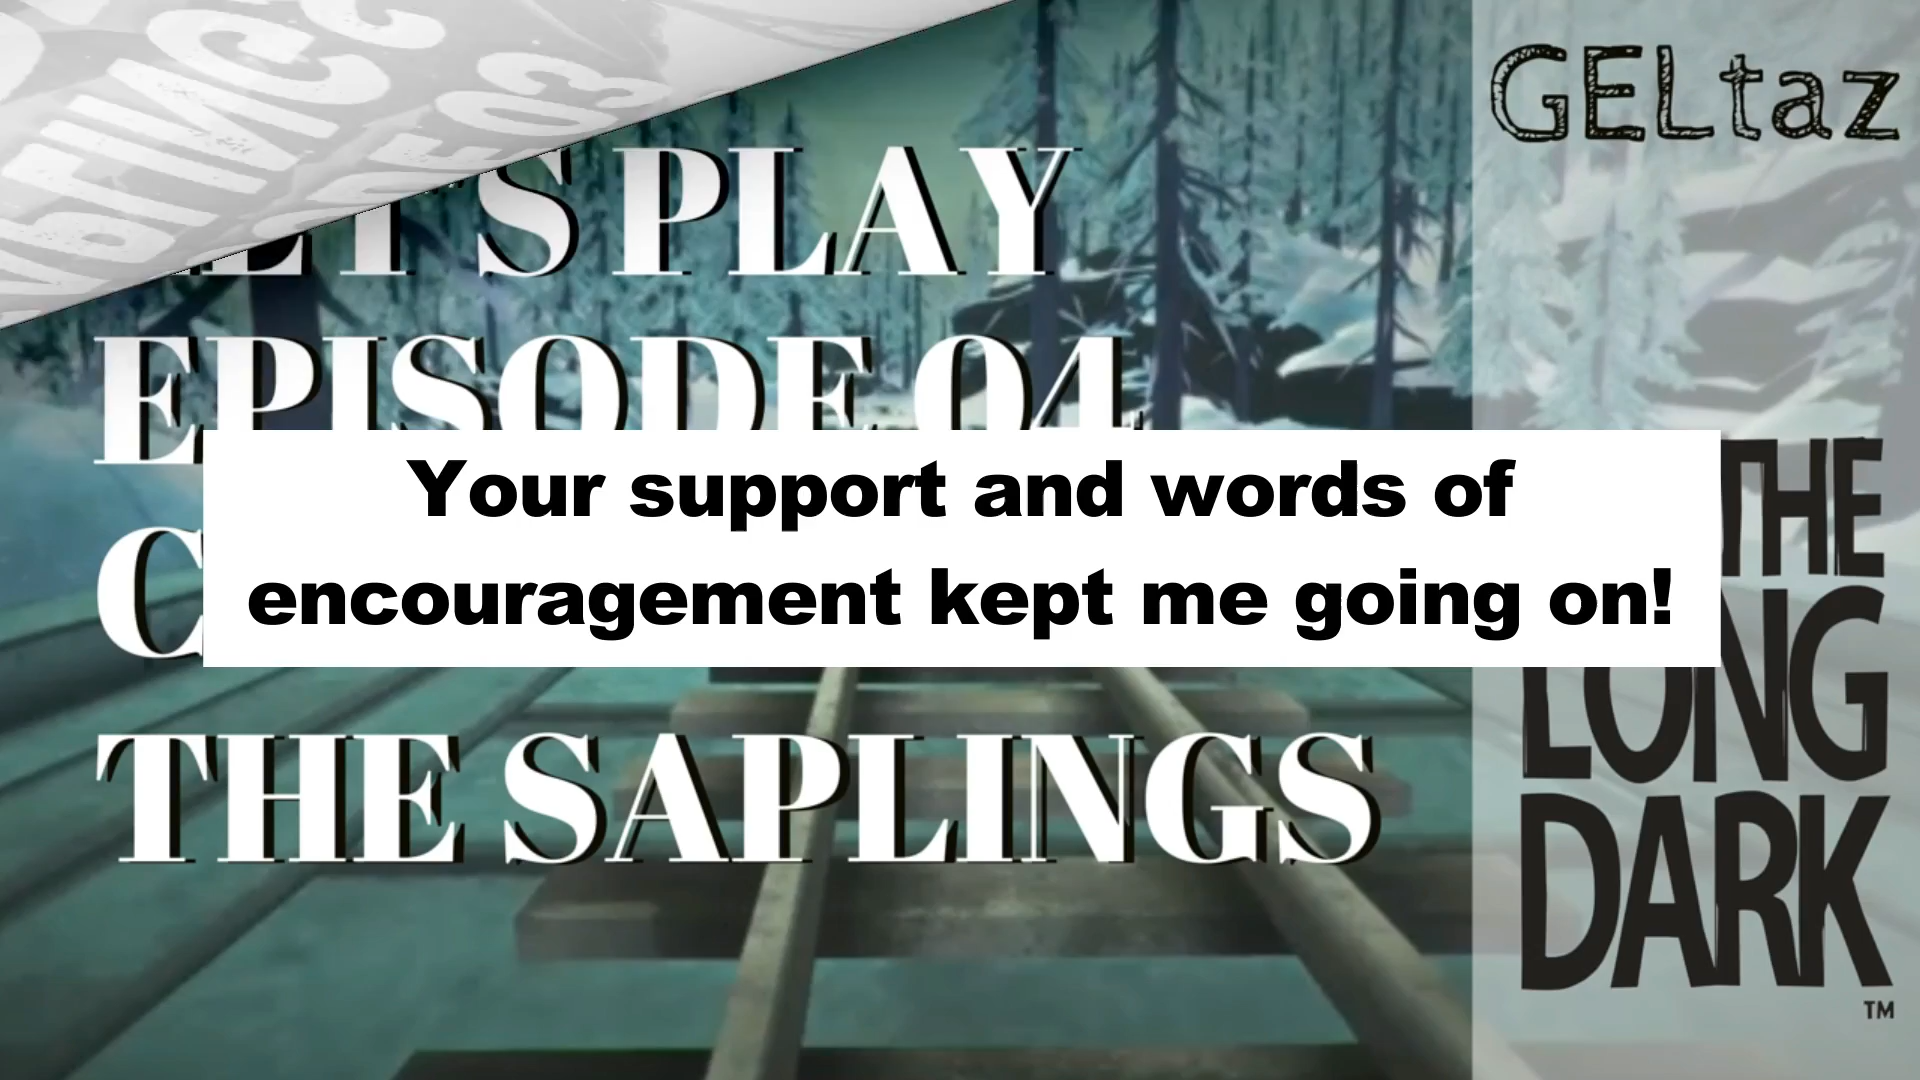 GELtaz
LET'S PLAY
EPISODE 04
Your support and words of
encouragement kept me going on!
THE SAPLINGS
THE
LONG
DARK
TM